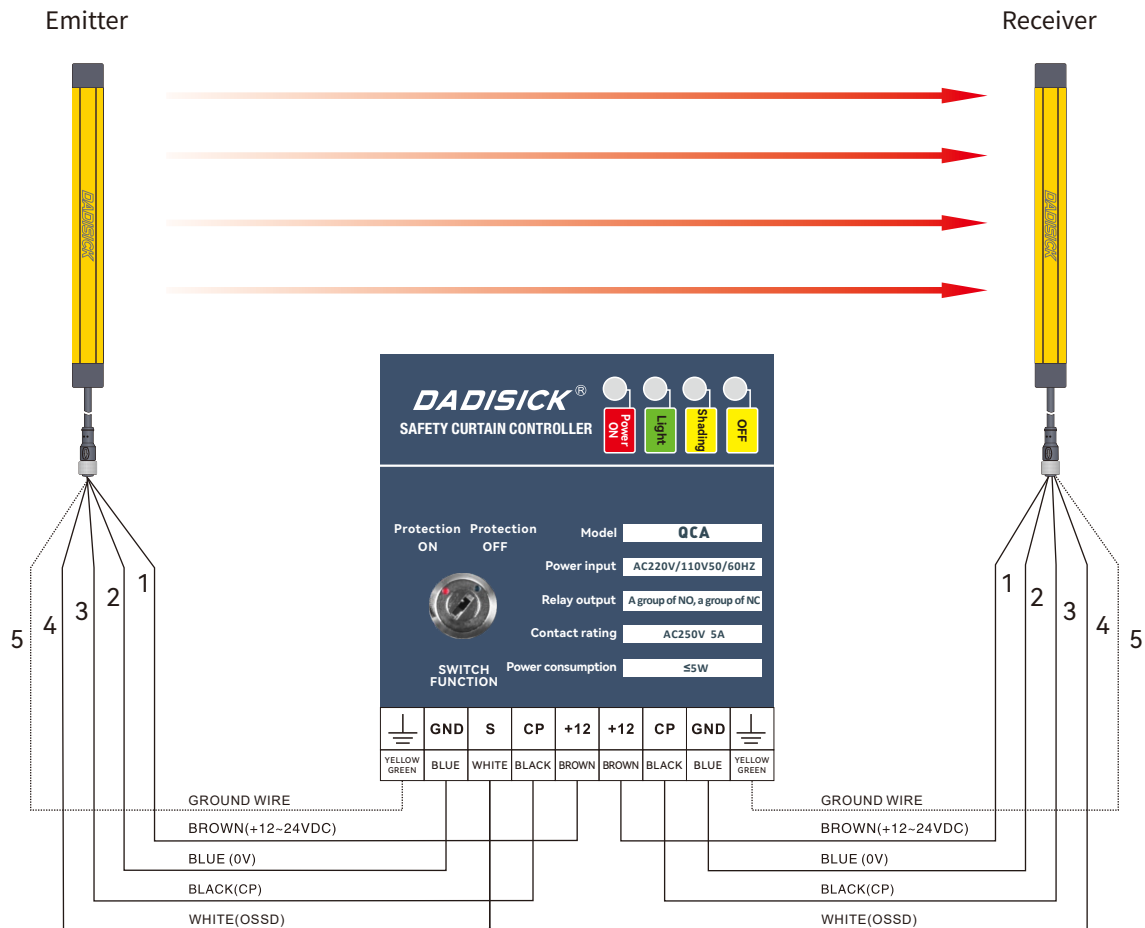 Emitter
Receiver
DADISICK
DADISICK
DADISICK®
SAFETY CURTAIN CONTROLLER
Power ON
Light
Shading
OFF
Protection ON
Protection OFF
SWITCH FUNCTION
Model QCA
Power input AC220V/110V50/60HZ
Relay output A group of NO, a group of NC
Contact rating AC250V 5A
Power consumption ≤5W
GND S CP +12 +12 CP GND
YELLOW GREEN BLUE WHITE BLACK BROWN BROWN BLACK BLUE YELLOW GREEN
5 4 3 2 1
1 2 3 4 5
GROUND WIRE
BROWN(+12~24VDC)
BLUE (0V)
BLACK(CP)
WHITE(OSSD)
GROUND WIRE
BROWN(+12~24VDC)
BLUE (0V)
BLACK(CP)
WHITE(OSSD)